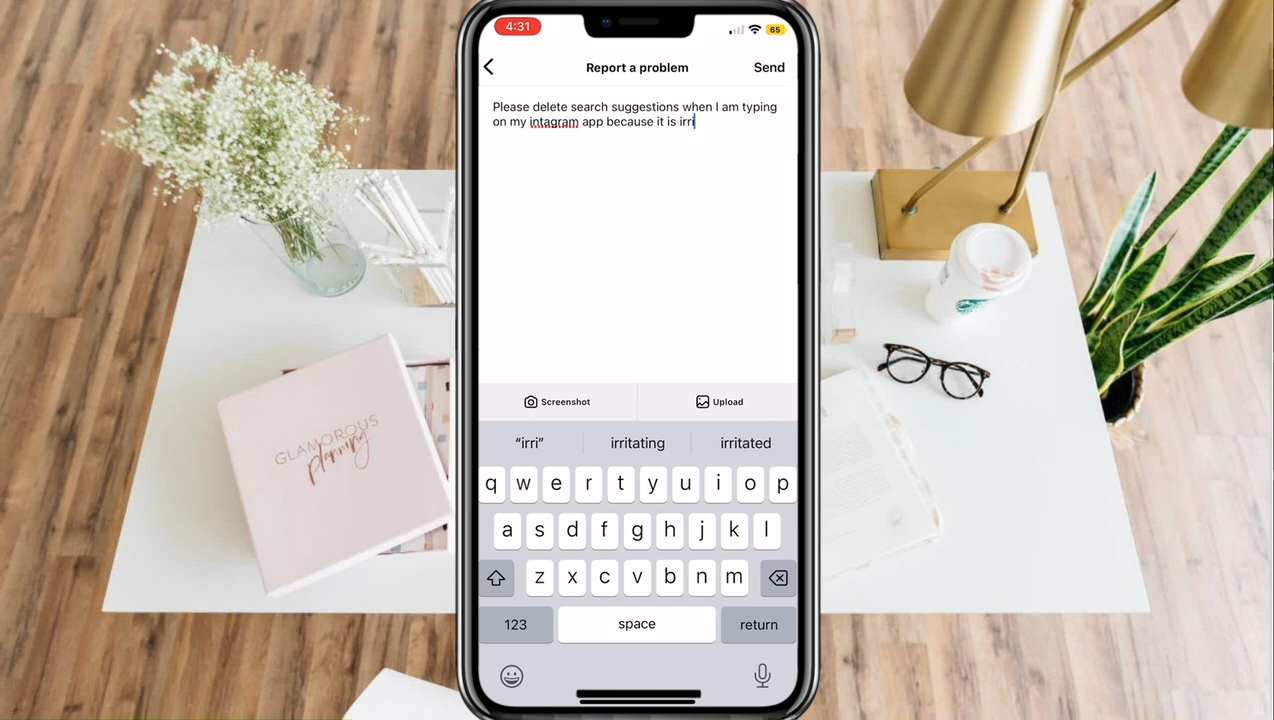 4:31
65
Report a problem
Send
Please delete search suggestions when I am typing
on my intagram app because it is irri
Screenshot
Upload
“irri”
irritating
irritated
q w e r t y u i o p
a s d f g h j k l
z x c v b n m
123
space
return
GLAMOROUS
planning